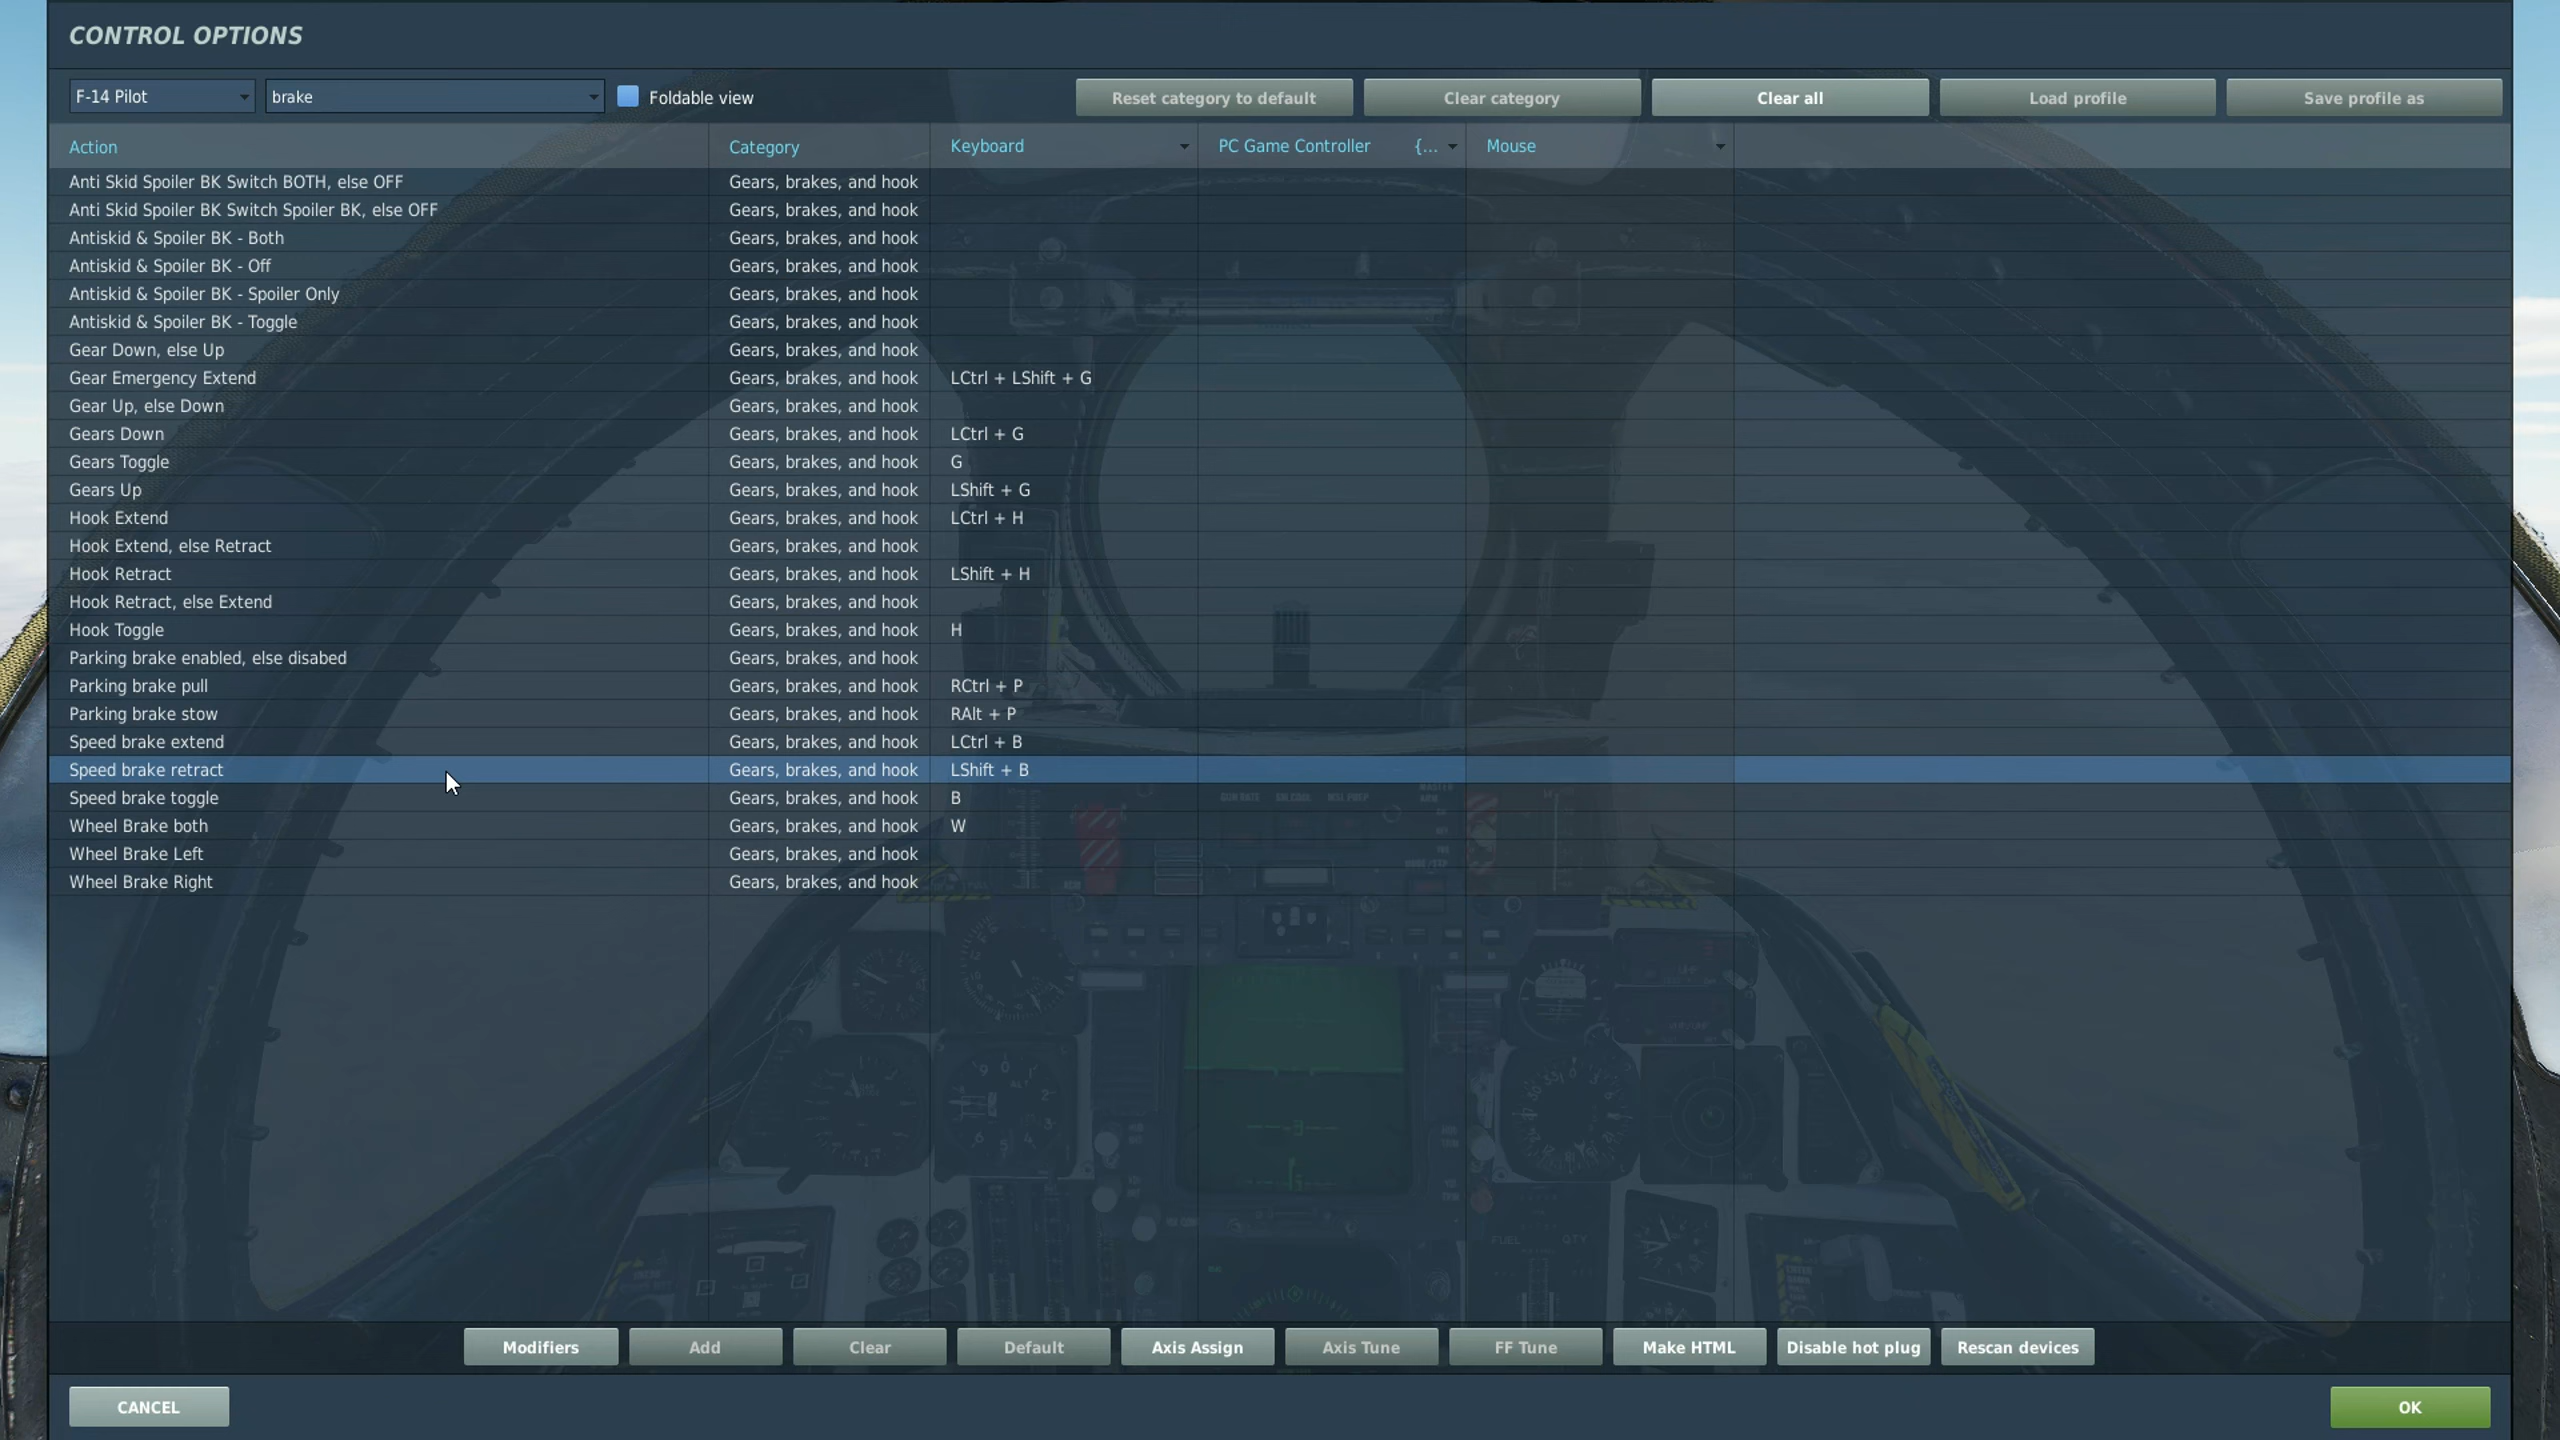 CONTROL OPTIONS
F-14 Pilot brake Foldable view Reset category to default Clear category Clear all Load profile Save profile as
Action Category Keyboard PC Game Controller {... Mouse
Anti Skid Spoiler BK Switch BOTH, else OFF Gears, brakes, and hook
Anti Skid Spoiler BK Switch Spoiler BK, else OFF Gears, brakes, and hook
Antiskid & Spoiler BK - Both Gears, brakes, and hook
Antiskid & Spoiler BK - Off Gears, brakes, and hook
Antiskid & Spoiler BK - Spoiler Only Gears, brakes, and hook
Antiskid & Spoiler BK - Toggle Gears, brakes, and hook
Gear Down, else Up Gears, brakes, and hook
Gear Emergency Extend Gears, brakes, and hook LCtrl + LShift + G
Gear Up, else Down Gears, brakes, and hook
Gears Down Gears, brakes, and hook LCtrl + G
Gears Toggle Gears, brakes, and hook G
Gears Up Gears, brakes, and hook LShift + G
Hook Extend Gears, brakes, and hook LCtrl + H
Hook Extend, else Retract Gears, brakes, and hook
Hook Retract Gears, brakes, and hook LShift + H
Hook Retract, else Extend Gears, brakes, and hook
Hook Toggle Gears, brakes, and hook H
Parking brake enabled, else disabed Gears, brakes, and hook
Parking brake pull Gears, brakes, and hook RCtrl + P
Parking brake stow Gears, brakes, and hook RAlt + P
Speed brake extend Gears, brakes, and hook LCtrl + B
Speed brake retract Gears, brakes, and hook LShift + B
Speed brake toggle Gears, brakes, and hook B
Wheel Brake both Gears, brakes, and hook W
Wheel Brake Left Gears, brakes, and hook
Wheel Brake Right Gears, brakes, and hook
GUN RATE MSL PREP MASTER
FUEL QTY
Modifiers Add Clear Default Axis Assign Axis Tune FF Tune Make HTML Disable hot plug Rescan devices
CANCEL OK